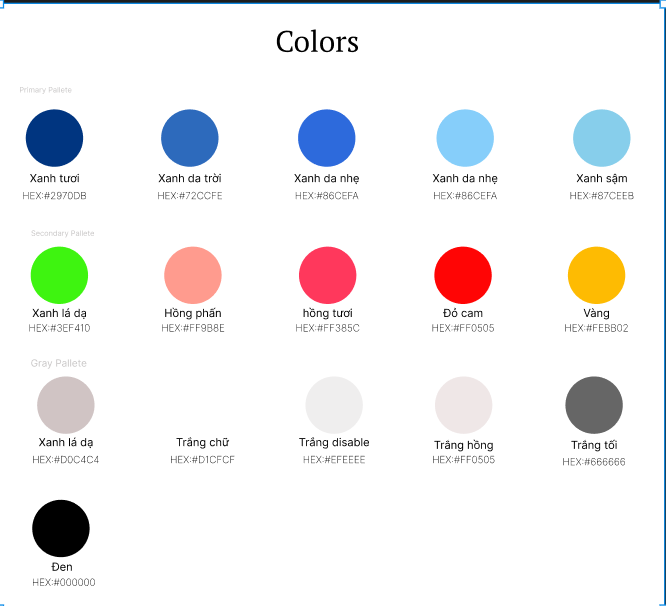 Colors
Primary Pallete
Xanh tươi
HEX:#2970DB
Xanh da trời
HEX:#72CCFE
Xanh da nhẹ
HEX:#86CEFA
Xanh da nhẹ
HEX:#86CEFA
Xanh sậm
HEX:#87CEEB
Secondary Pallete
Xanh lá dạ
HEX:#3EF410
Hồng phấn
HEX:#FF9B8E
hồng tươi
HEX:#FF385C
Đỏ cam
HEX:#FF0505
Vàng
HEX:#FEBB02
Gray Pallete
Xanh lá dạ
HEX:#D0C4C4
Trắng chữ
HEX:#D1CFCF
Trắng disable
HEX:#EFEEEE
Trắng hồng
HEX:#FF0505
Trắng tối
HEX:#666666
Đen
HEX:#000000